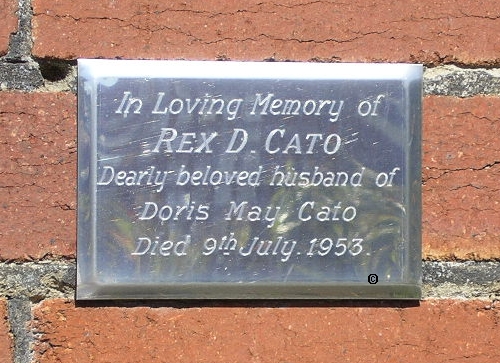 In Loving Memory of
REX D. CATO
Dearly beloved husband of
Doris May Cato
Died 9th July. 1953.
©